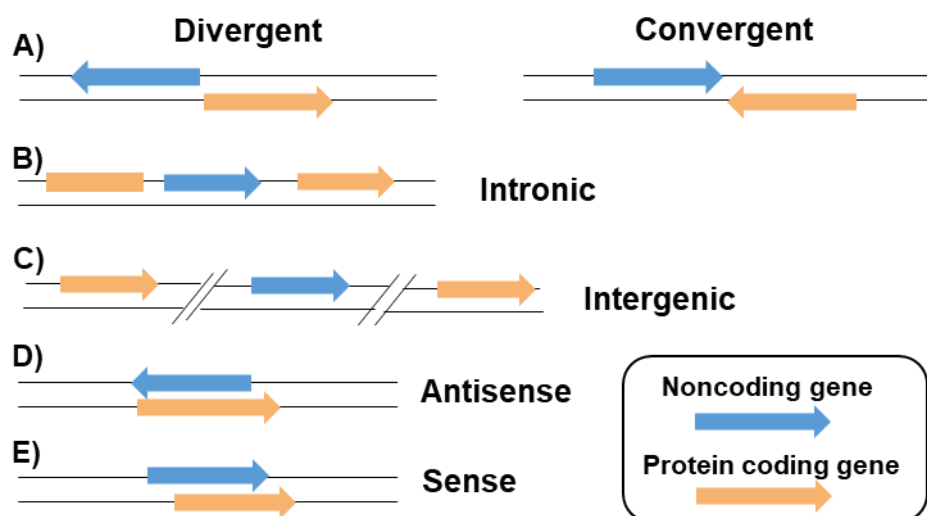 A) Divergent Convergent
B) Intronic
C) Intergenic
D) Antisense
E) Sense
Noncoding gene
Protein coding gene